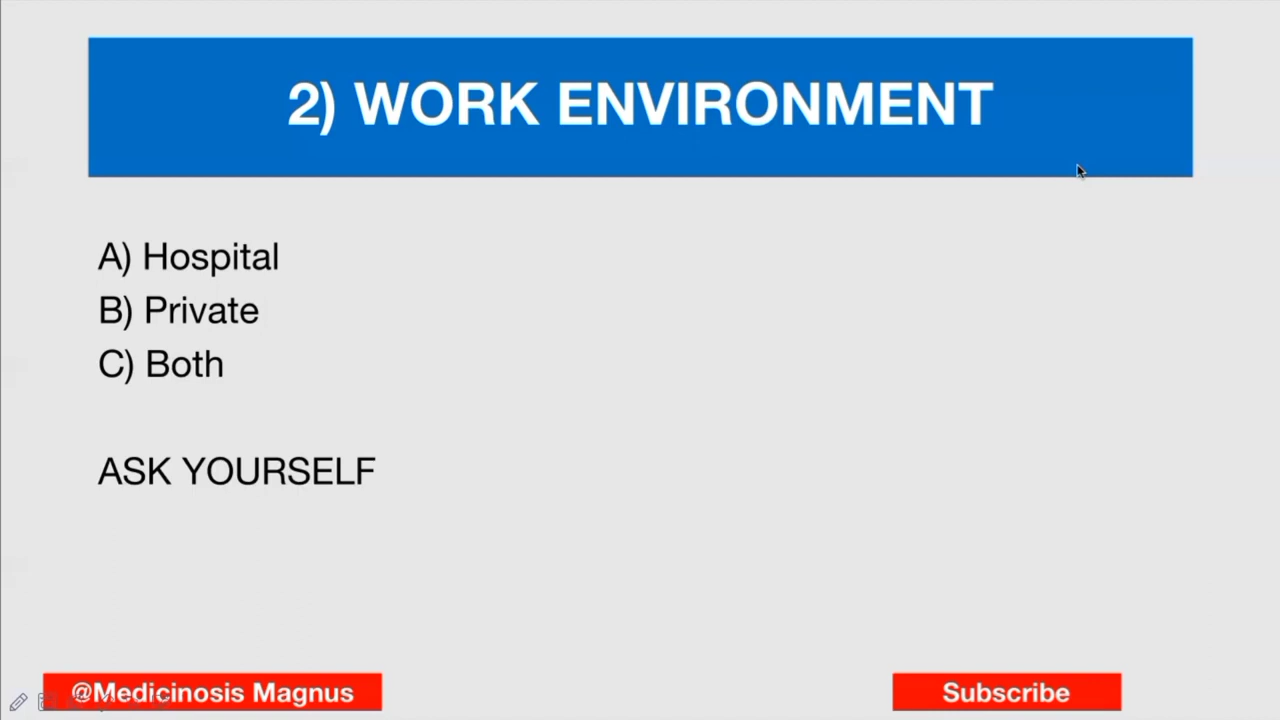 2) WORK ENVIRONMENT
A) Hospital
B) Private
C) Both
ASK YOURSELF
@Medicinosis Magnus
Subscribe